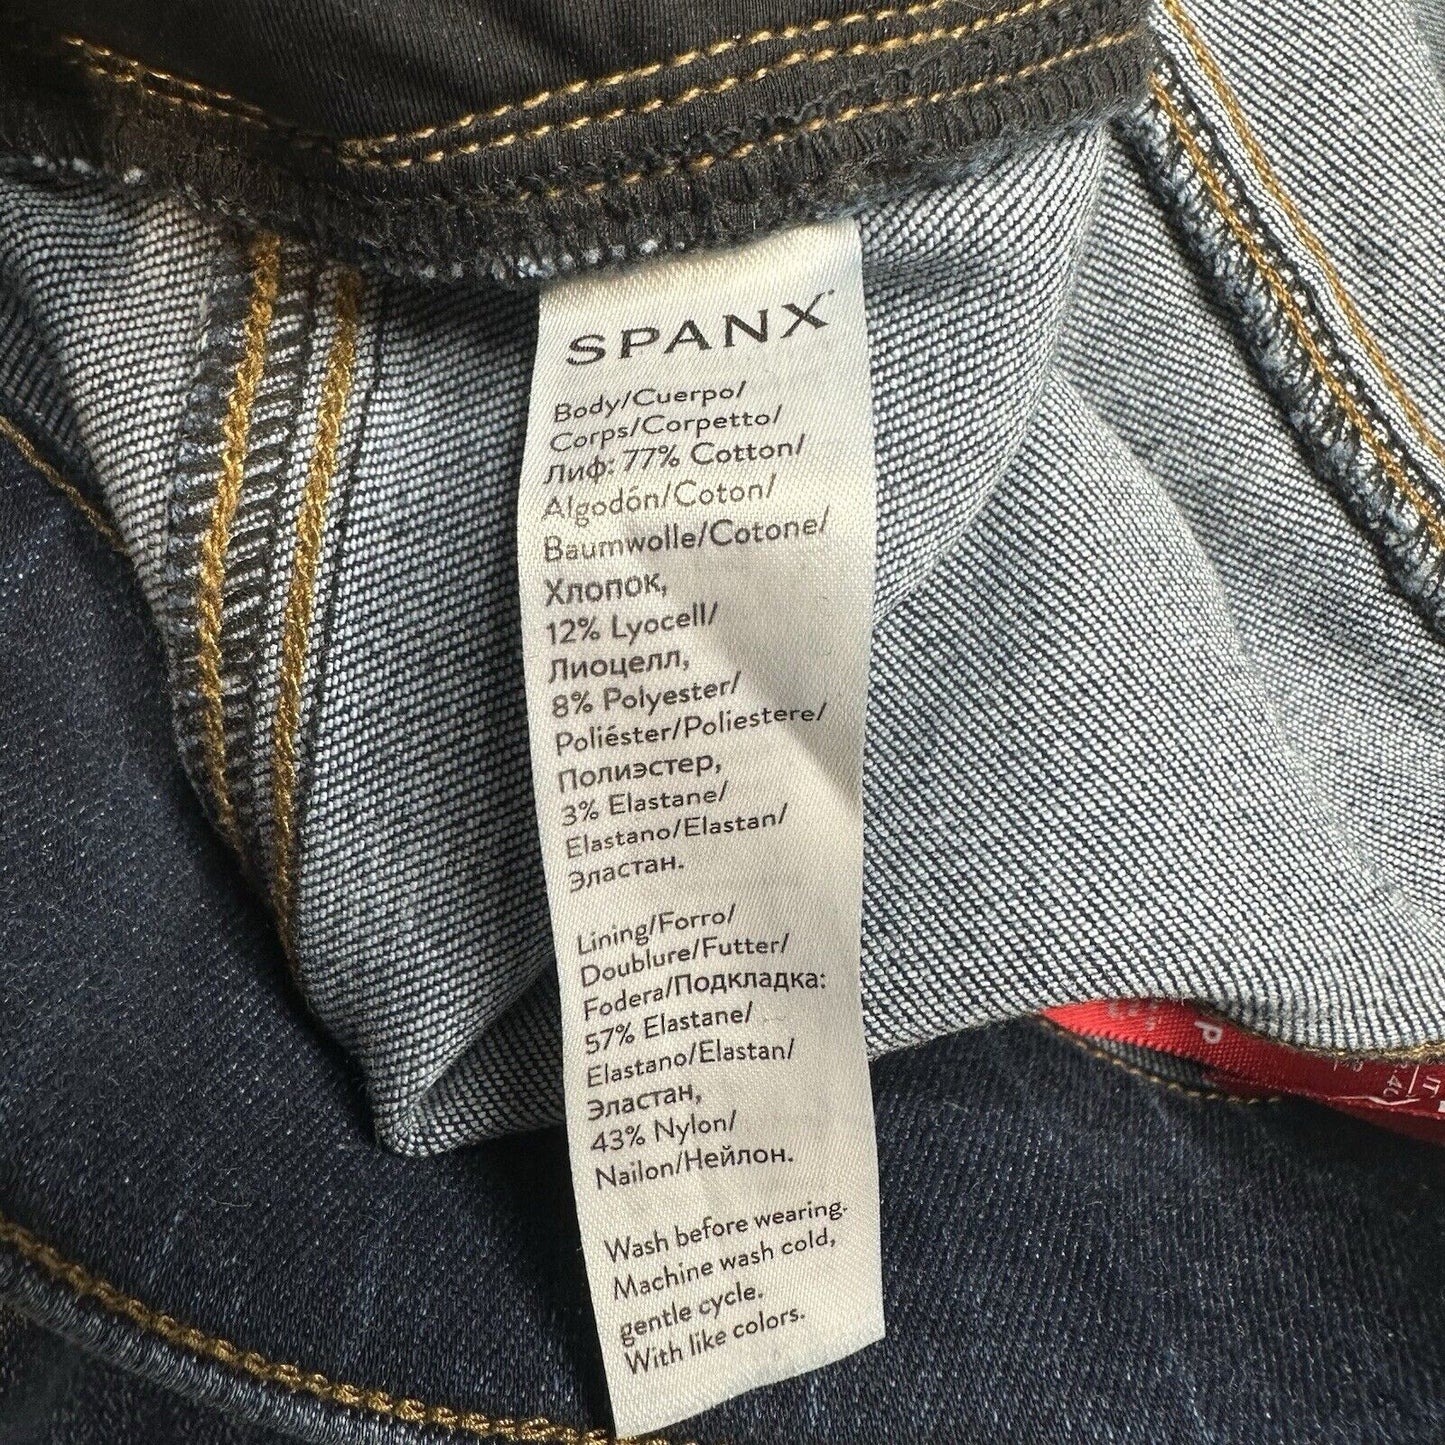 SPANX
Body/Cuerpo/
Corps/Corpetto/
Лиф: 77% Cotton/
Algodón/Coton/
Baumwolle/Cotone/
Хлопок,
12% Lyocell/
Лиоцелл,
8% Polyester/
Poliéster/Poliestere/
Полиэстер,
3% Elastane/
Elastano/Elastan/
Эластан.
Lining/Forro/
Doublure/Futter/
Fodera/Подкладка:
57% Elastane/
Elastano/Elastan/
Эластан,
43% Nylon/
Nailon/Нейлон.
Wash before wearing.
Machine wash cold,
gentle cycle.
With like colors.
P